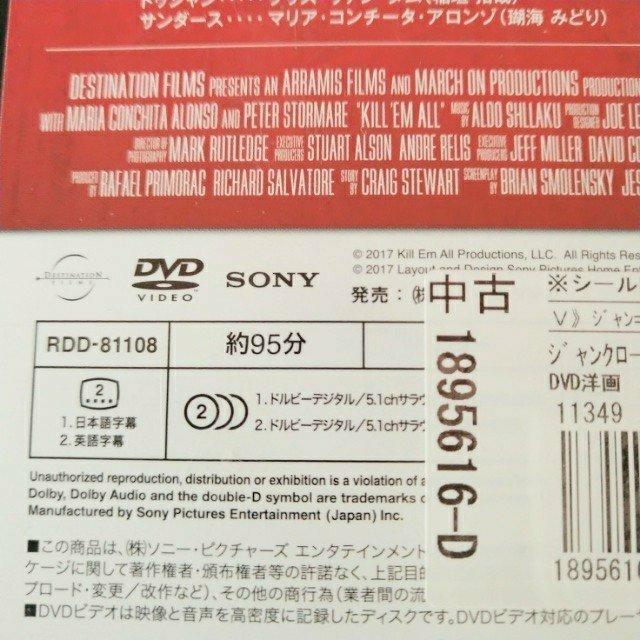 サンダース‥‥マリア・コンチータ・アロンゾ(瑚海 みどり)
DESTINATION FILMS PRESENTS AN ARRAMIS FILMS AND MARCH ON PRODUCTIONS PRODUCTION
WITH MARIA CONCHITA ALONSO AND PETER STORMARE "KILL'EM ALL" MUSIC BY ALDO SHLLAKU PRODUCTION DESIGNER JOE
DIRECTOR OF PHOTOGRAPHY MARK RUTLEDGE EXECUTIVE PRODUCERS STUART ALSON ANDRE RELIS EXECUTIVE PRODUCERS JEFF MILLER DAVID
PRODUCED BY RAFAEL PRIMORAC RICHARD SALVATORE STORY BY CRAIG STEWART SCREENPLAY BY BRIAN SMOLENSKY
DESTINATION FILMS
DVD VIDEO
SONY
© 2017 Kill Em All Productions, LLC. All Rights
© 2017 Layout and Design Sony Pictures Home
発売:
RDD-81108
約95分
2
1.日本語字幕
2.英語字幕
2
1.ドルビーデジタル/5.1chサラウ
2.ドルビーデジタル/5.1chサラウ
中古
1895616-D
※シール
V》ジャンコ
ジャンクロー
DVD洋画
11349
1895616
Unauthorized reproduction, distribution or exhibition is a violation of
Dolby, Dolby Audio and the double-D symbol are trademarks
Manufactured by Sony Pictures Entertainment (Japan) Inc.
■この商品は、(株)ソニー・ピクチャーズ エンタテインメント
ケージに関して著作権者・頒布権者等の許諾なく、上記目的
プロード・変更/改作など)、その他の商行為(業者間の流
■DVDビデオは映像と音声を高密度に記録したディスクです。DVDビデオ対応のプレー